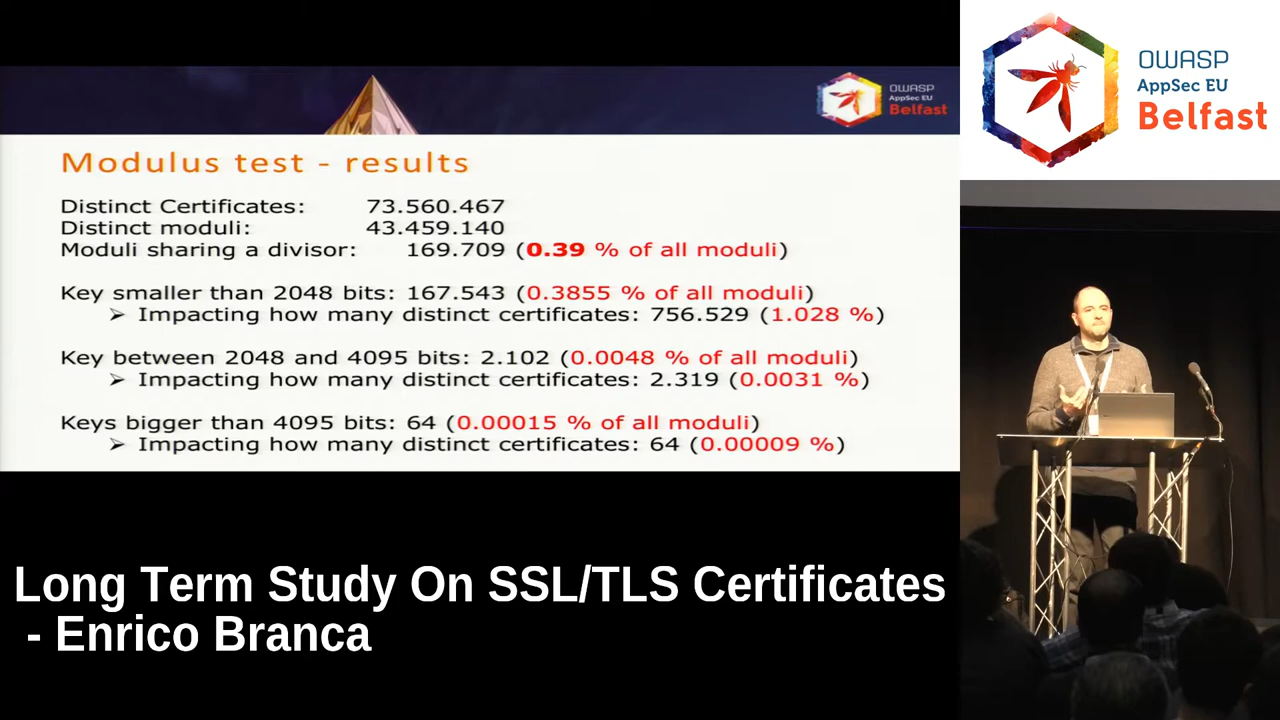 OWASP
AppSec EU
Belfast
Modulus test - results
Distinct Certificates: 73.560.467
Distinct moduli: 43.459.140
Moduli sharing a divisor: 169.709 (0.39 % of all moduli)
Key smaller than 2048 bits: 167.543 (0.3855 % of all moduli)
➢ Impacting how many distinct certificates: 756.529 (1.028 %)
Key between 2048 and 4095 bits: 2.102 (0.0048 % of all moduli)
➢ Impacting how many distinct certificates: 2.319 (0.0031 %)
Keys bigger than 4095 bits: 64 (0.00015 % of all moduli)
➢ Impacting how many distinct certificates: 64 (0.00009 %)
Long Term Study On SSL/TLS Certificates
- Enrico Branca
OWASP
AppSec EU
Belfast